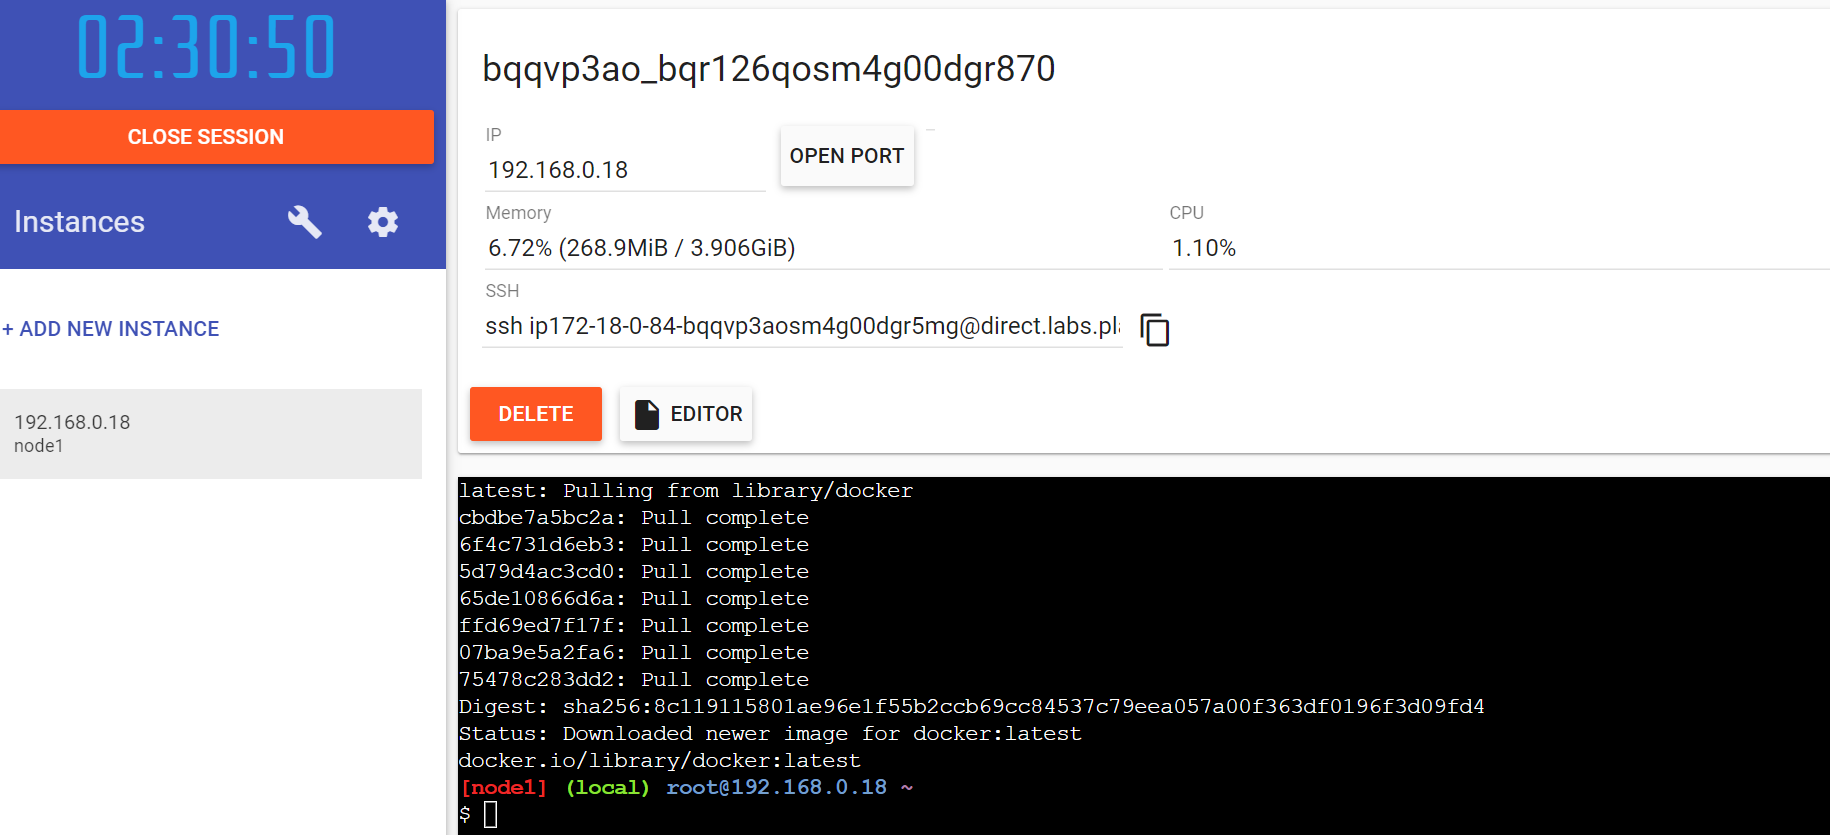 02:30:50
CLOSE SESSION
Instances
+ ADD NEW INSTANCE
192.168.0.18
node1
bqqvp3ao_bqr126qosm4g00dgr870
IP
192.168.0.18
OPEN PORT
Memory
6.72% (268.9MiB / 3.906GiB)
CPU
1.10%
SSH
ssh ip172-18-0-84-bqqvp3aosm4g00dgr5mg@direct.labs.pl
DELETE
EDITOR
latest: Pulling from library/docker
cbdbe7a5bc2a: Pull complete
6f4c731d6eb3: Pull complete
5d79d4ac3cd0: Pull complete
65de10866d6a: Pull complete
ffd69ed7f17f: Pull complete
07ba9e5a2fa6: Pull complete
75478c283dd2: Pull complete
Digest: sha256:8c119115801ae96e1f55b2ccb69cc84537c79eea057a00f363df0196f3d09fd4
Status: Downloaded newer image for docker:latest
docker.io/library/docker:latest
[node1] (local) root@192.168.0.18 ~
$